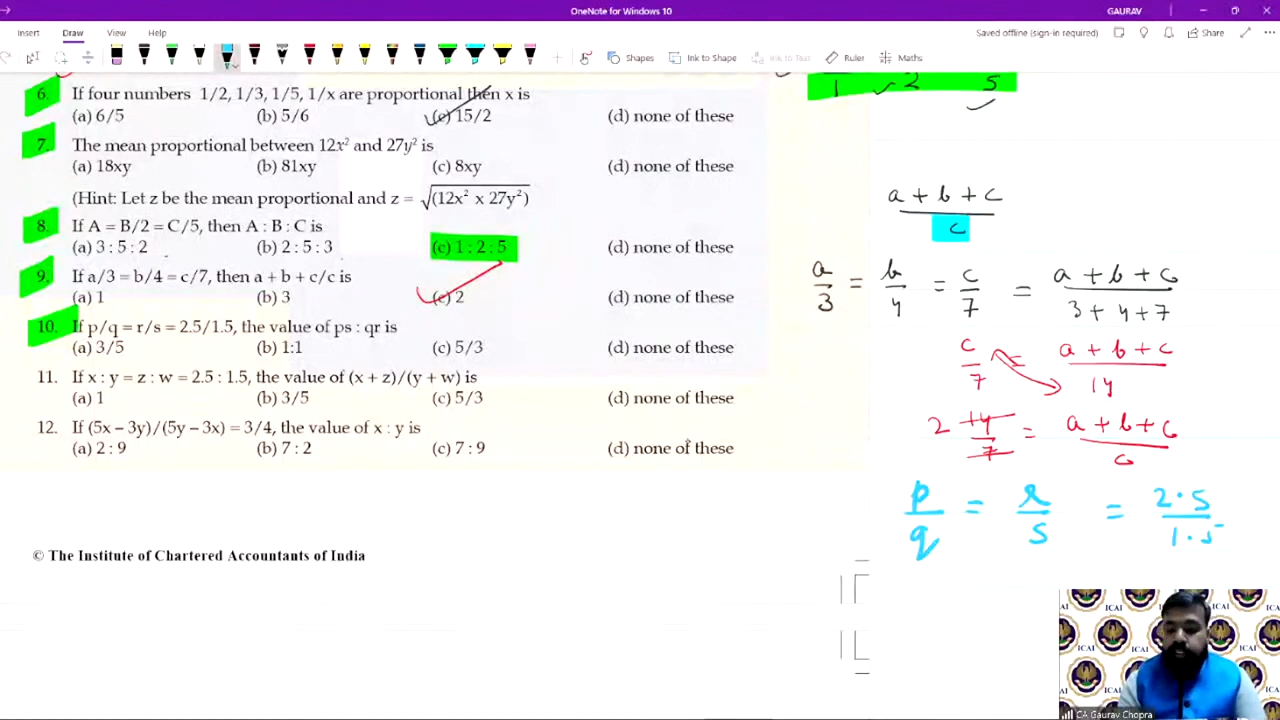 OneNote for Windows 10
GAURAV
Insert
Draw
View
Help
Saved offline (sign-in required)
Share
Shapes
Ink to Shape
Ink to Text
Ruler
Maths
6. If four numbers 1/2, 1/3, 1/5, 1/x are proportional then x is
(a) 6/5 (b) 5/6 (c) 15/2 (d) none of these
7. The mean proportional between 12x² and 27y² is
(a) 18xy (b) 81xy (c) 8xy (d) none of these
(Hint: Let z be the mean proportional and z = √(12x² x 27y²)
8. If A = B/2 = C/5, then A : B : C is
(a) 3 : 5 : 2 (b) 2 : 5 : 3 (c) 1 : 2 : 5 (d) none of these
9. If a/3 = b/4 = c/7, then a + b + c/c is
(a) 1 (b) 3 (c) 2 (d) none of these
10. If p/q = r/s = 2.5/1.5, the value of ps : qr is
(a) 3/5 (b) 1:1 (c) 5/3 (d) none of these
11. If x : y = z : w = 2.5 : 1.5, the value of (x + z)/(y + w) is
(a) 1 (b) 3/5 (c) 5/3 (d) none of these
12. If (5x – 3y)/(5y – 3x) = 3/4, the value of x : y is
(a) 2 : 9 (b) 7 : 2 (c) 7 : 9 (d) none of these
© The Institute of Chartered Accountants of India
1 2 5
a + b + c
c
a/3 = b/4 = c/7 = a + b + c / 3 + 4 + 7
c/7 = a + b + c / 14
2 14/7 = a + b + c / c
p/q = r/s = 2.5/1.5
ICAI
ICAI
CA Gaurav Chopra